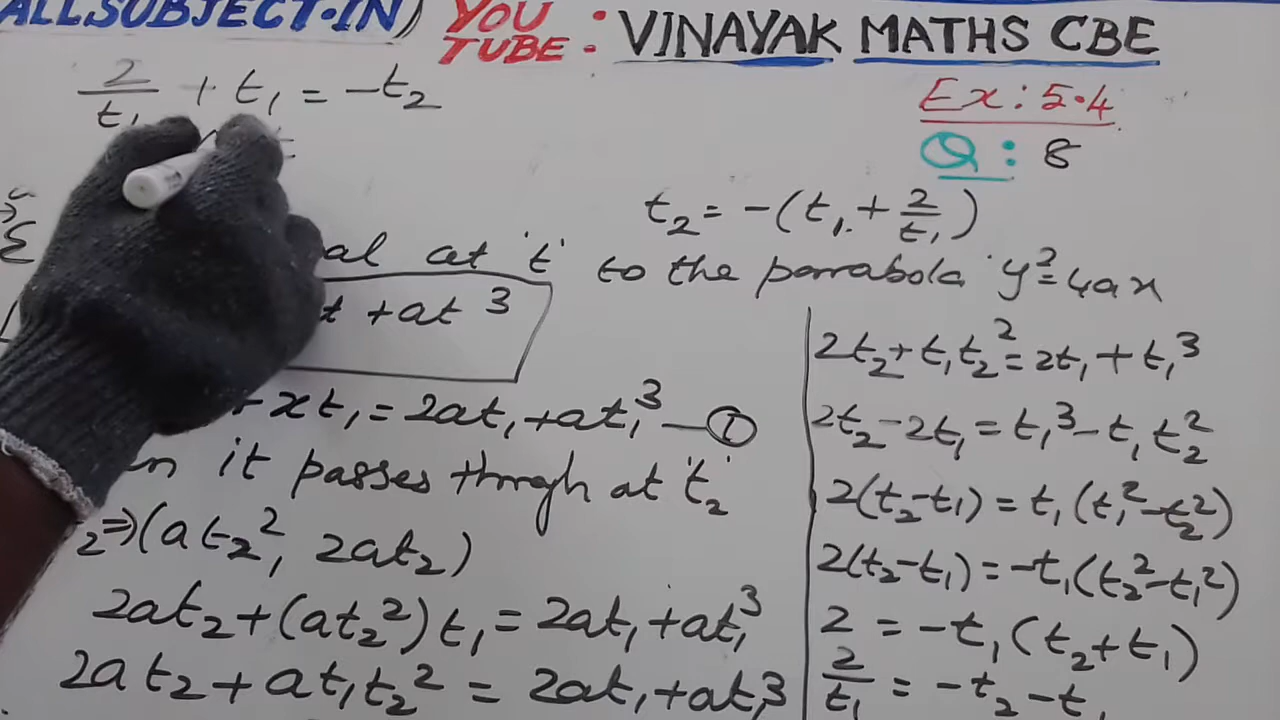 ALLSUBJECT.IN) YOU TUBE : VINAYAK MATHS CBE
2/t₁ + t₁ = -t₂
Ex : 5.4
Q : 8
t₂ = -(t₁ + 2/t₁)
al at 't' to the parrabola y² = 4ax
t + at³
+ xt₁ = 2at₁ + at₁³ — ①
n it passes throgh at 't₂'
₂ ⇒ (at₂², 2at₂)
2at₂ + (at₂²)t₁ = 2at₁ + at₁³
2at₂ + at₁t₂² = 2at₁ + at₁³
2t₂ + t₁t₂² = 2t₁ + t₁³
2t₂ - 2t₁ = t₁³ - t₁t₂²
2(t₂ - t₁) = t₁(t₁² - t₂²)
2(t₂ - t₁) = -t₁(t₂² - t₁²)
2 = -t₁(t₂ + t₁)
2/t₁ = -t₂ - t₁